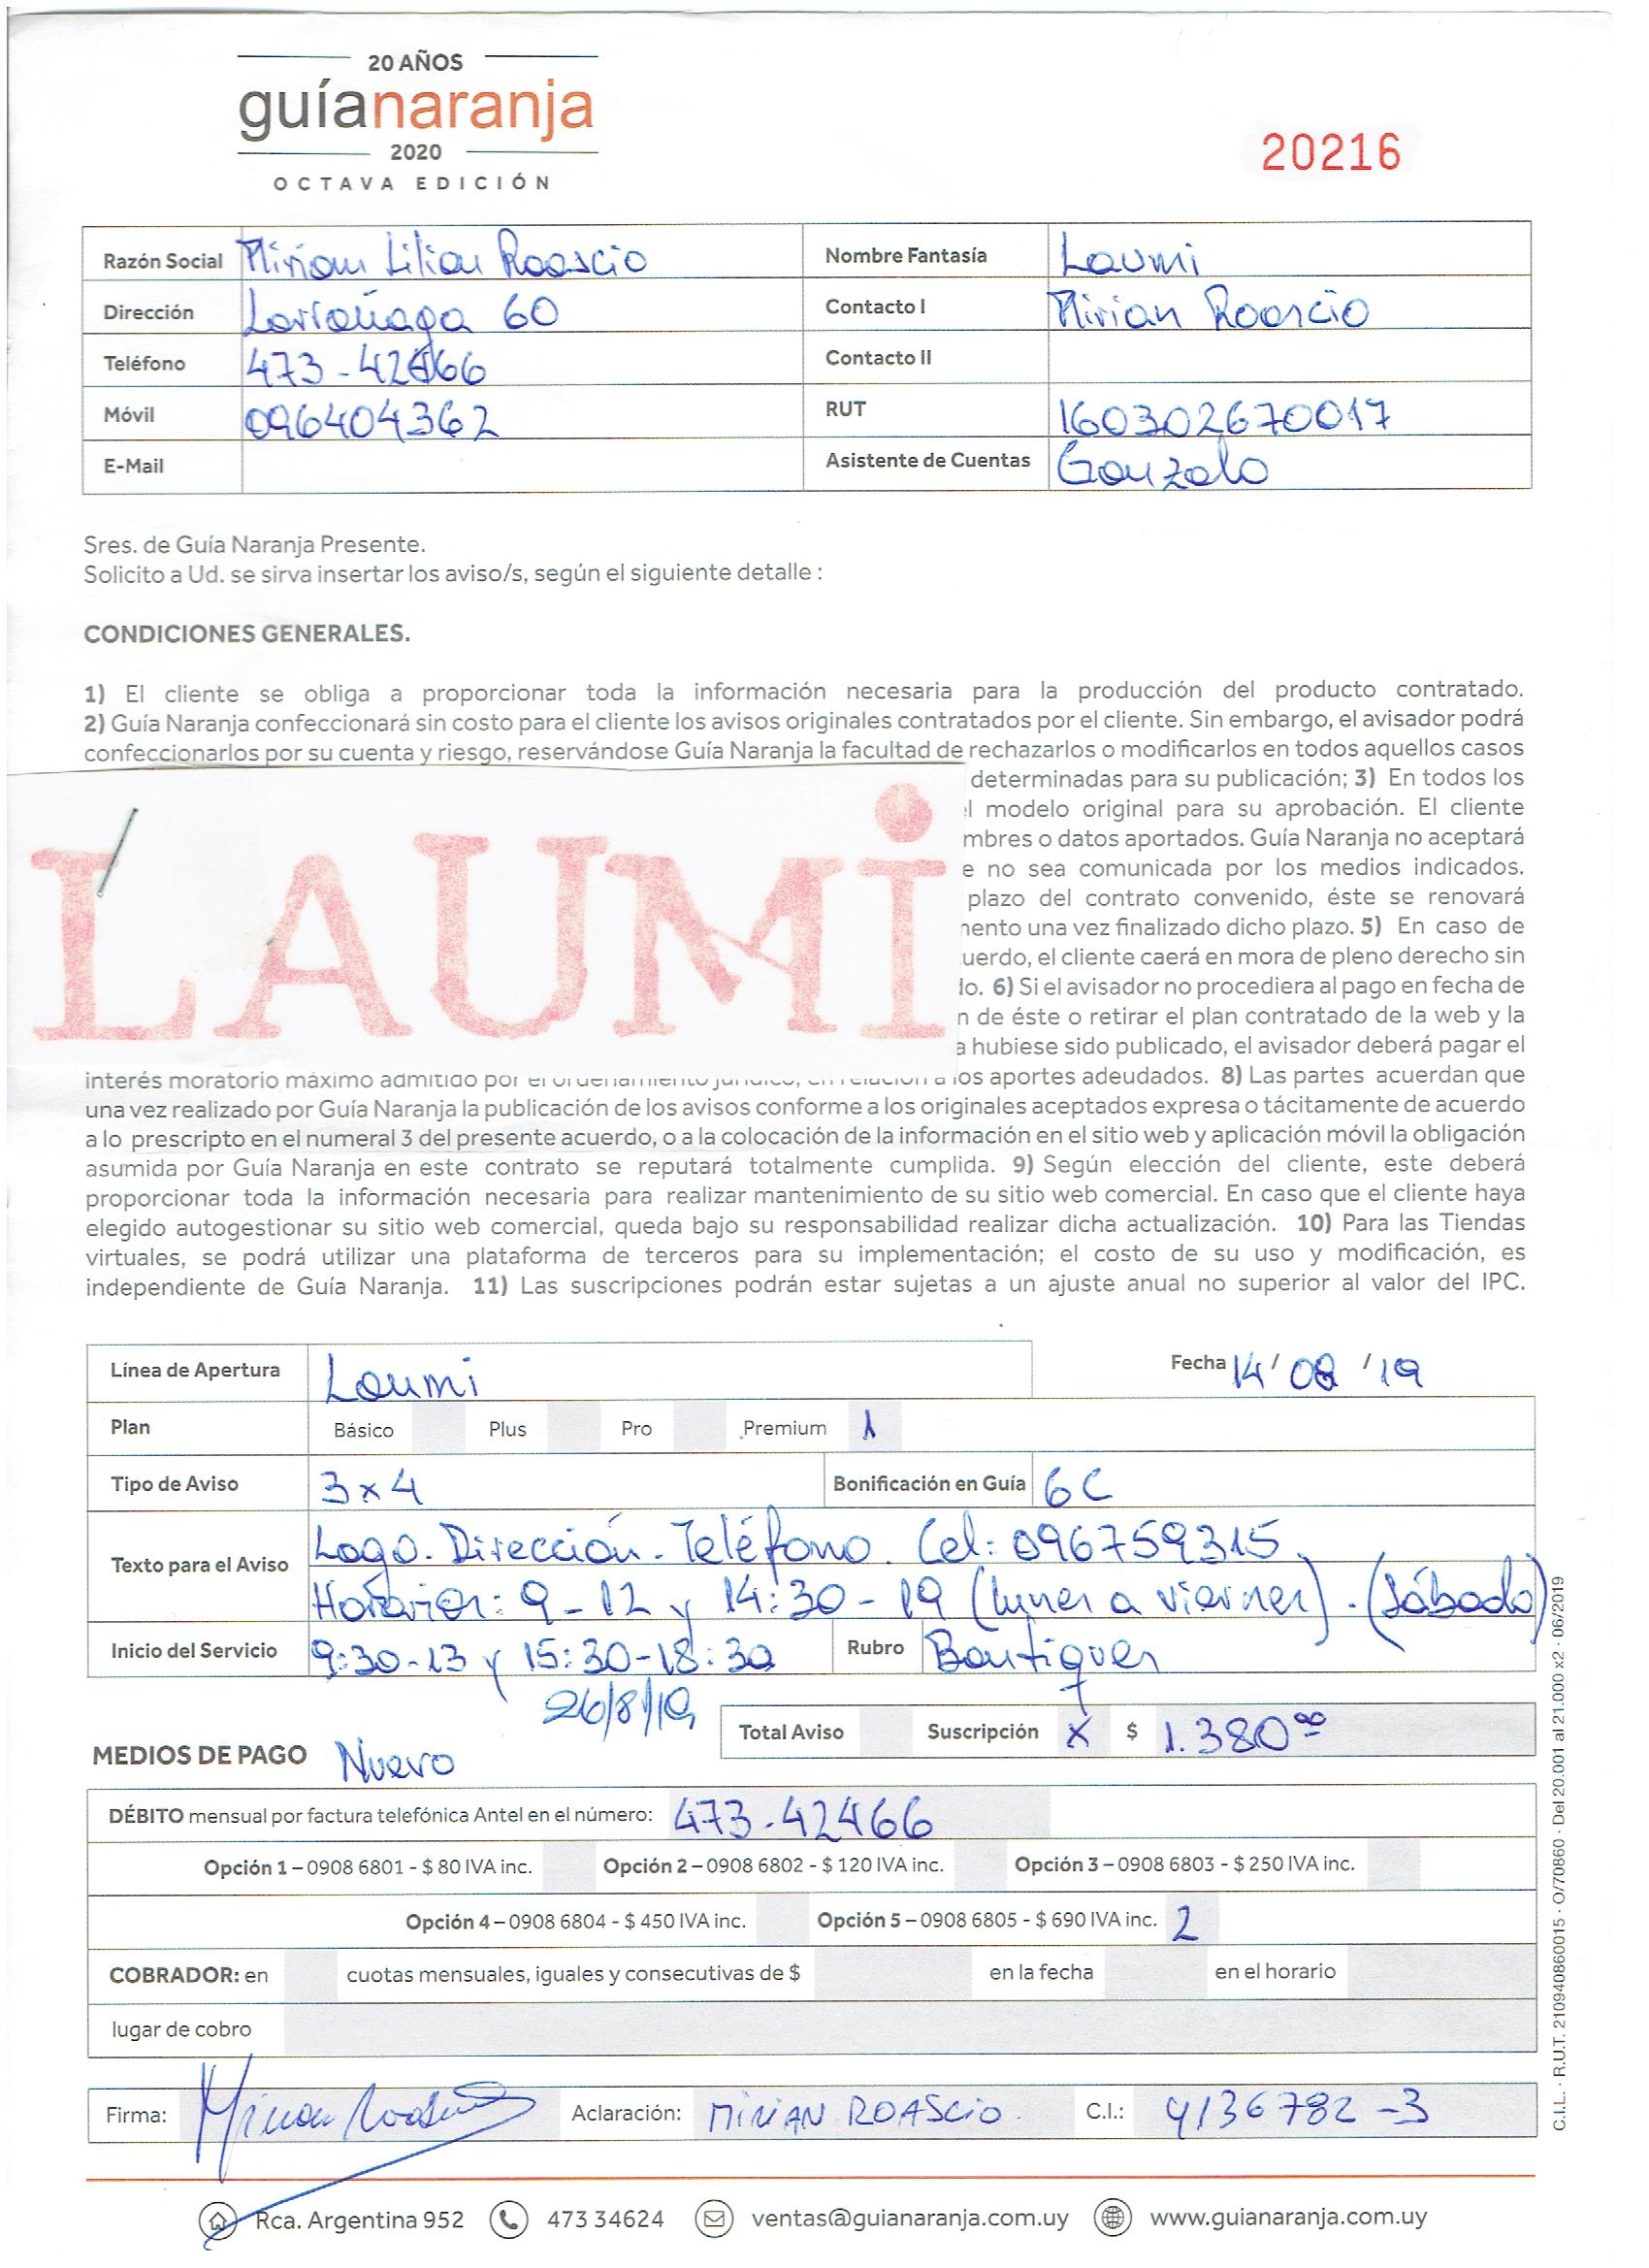 20 AÑOS
guíanaranja
2020
OCTAVA EDICIÓN
20216
Razón Social Mirian Lilian Roascio Nombre Fantasía Laumi
Dirección Larrañaga 60 Contacto I Mirian Roascio
Teléfono 473-42466 Contacto II
Móvil 096404362 RUT 160302670017
E-Mail Asistente de Cuentas Gonzalo
Sres. de Guía Naranja Presente.
Solicito a Ud. se sirva insertar los aviso/s, según el siguiente detalle :
CONDICIONES GENERALES.
1) El cliente se obliga a proporcionar toda la información necesaria para la producción del producto contratado.
2) Guía Naranja confeccionará sin costo para el cliente los avisos originales contratados por el cliente. Sin embargo, el avisador podrá
confeccionarlos por su cuenta y riesgo, reservándose Guía Naranja la facultad de rechazarlos o modificarlos en todos aquellos casos
determinadas para su publicación; 3) En todos los
l modelo original para su aprobación. El cliente
mbres o datos aportados. Guía Naranja no aceptará
e no sea comunicada por los medios indicados.
plazo del contrato convenido, éste se renovará
mento una vez finalizado dicho plazo. 5) En caso de
uerdo, el cliente caerá en mora de pleno derecho sin
do. 6) Si el avisador no procediera al pago en fecha de
n de éste o retirar el plan contratado de la web y la
a hubiese sido publicado, el avisador deberá pagar el
LAUMi
interés moratorio máximo admitido por el ordenamiento jurídico, en relación a los aportes adeudados. 8) Las partes acuerdan que
una vez realizado por Guía Naranja la publicación de los avisos conforme a los originales aceptados expresa o tácitamente de acuerdo
a lo prescripto en el numeral 3 del presente acuerdo, o a la colocación de la información en el sitio web y aplicación móvil la obligación
asumida por Guía Naranja en este contrato se reputará totalmente cumplida. 9) Según elección del cliente, este deberá
proporcionar toda la información necesaria para realizar mantenimiento de su sitio web comercial. En caso que el cliente haya
elegido autogestionar su sitio web comercial, queda bajo su responsabilidad realizar dicha actualización. 10) Para las Tiendas
virtuales, se podrá utilizar una plataforma de terceros para su implementación; el costo de su uso y modificación, es
independiente de Guía Naranja. 11) Las suscripciones podrán estar sujetas a un ajuste anual no superior al valor del IPC.
Línea de Apertura Laumi Fecha 14/ 08 /19
Plan Básico Plus Pro Premium 1
Tipo de Aviso 3x4 Bonificación en Guía 6C
Texto para el Aviso Logo. Dirección. Teléfono. Cel: 096759315
Horarios: 9-12 y 14:30-19 (lunes a viernes). (Sábado)
Inicio del Servicio 9:30-13 y 15:30-18:30 Rubro Boutiques
26/8/19
Total Aviso Suscripción X $ 1.380⁰⁰
MEDIOS DE PAGO Nuevo
DÉBITO mensual por factura telefónica Antel en el número: 473-42466
Opción 1 – 0908 6801 - $ 80 IVA inc. Opción 2 – 0908 6802 - $ 120 IVA inc. Opción 3 – 0908 6803 - $ 250 IVA inc.
Opción 4 – 0908 6804 - $ 450 IVA inc. Opción 5 – 0908 6805 - $ 690 IVA inc. 2
COBRADOR: en cuotas mensuales, iguales y consecutivas de $ en la fecha en el horario
lugar de cobro
Firma: Mirian Roascio Aclaración: MIRIAN ROASCIO. C.I.: 4136782-3
Rca. Argentina 952 473 34624 ventas@guianaranja.com.uy www.guianaranja.com.uy
C.I.L. · R.U.T. 210940860015 · O/70860 · Del 20.001 al 21.000 x2 · 06/2019